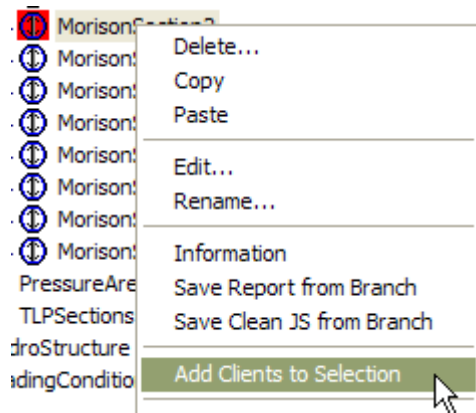 MorisonSection2
Morison
Morison
Morison
Morison
Morison
Morison
Morison
PressureAre
TLPSections
droStructure
adingConditio
Delete...
Copy
Paste
Edit...
Rename...
Information
Save Report from Branch
Save Clean JS from Branch
Add Clients to Selection